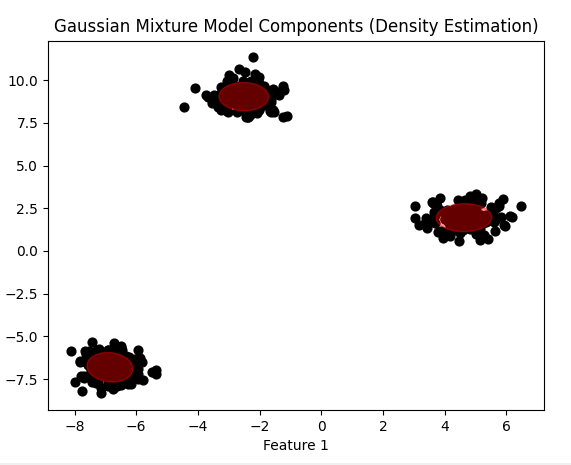 Gaussian Mixture Model Components (Density Estimation)
10.0
7.5
5.0
2.5
0.0
−2.5
−5.0
−7.5
−8 −6 −4 −2 0 2 4 6
Feature 1